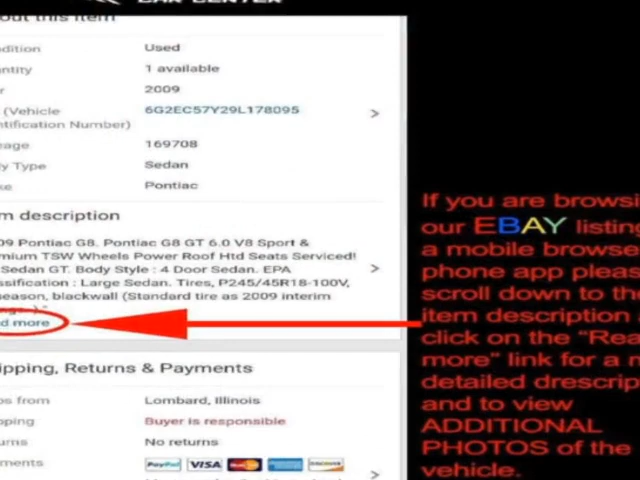 CAR CENTER
out this item
dition Used
ntity 1 available
r 2009
(Vehicle 6G2EC57Y29L178095
ntification Number)
eage 169708
y Type Sedan
ke Pontiac
m description
09 Pontiac G8. Pontiac G8 GT 6.0 V8 Sport &
mium TSW Wheels Power Roof Htd Seats Serviced!
Sedan GT. Body Style : 4 Door Sedan. EPA
ssification : Large Sedan. Tires, P245/45R18-100V,
season, blackwall (Standard tire as 2009 interim
d more
ipping, Returns & Payments
s from Lombard, Illinois
pping Buyer is responsible
urns No returns
ments PayPal VISA DISCOVER
If you are browsi
our EBAY listing
a mobile browse
phone app pleas
scroll down to th
item description
click on the "Rea
more" link for a m
detailed drescrip
and to view
ADDITIONAL
PHOTOS of the
vehicle.